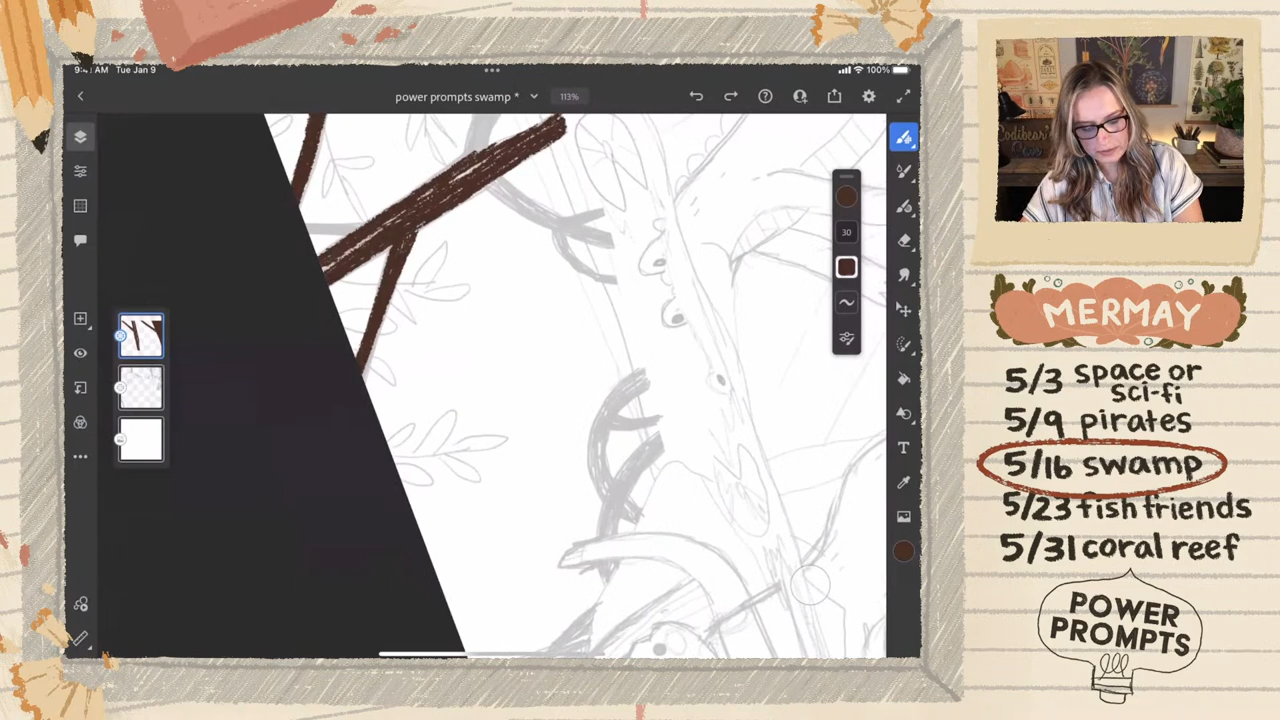 9:41 AM Tue Jan 9
100%
power prompts swamp *
113%
30
T
MERMAY
5/3 space or
sci-fi
5/9 pirates
5/16 swamp
5/23 fish friends
5/31 coral reef
POWER
PROMPTS